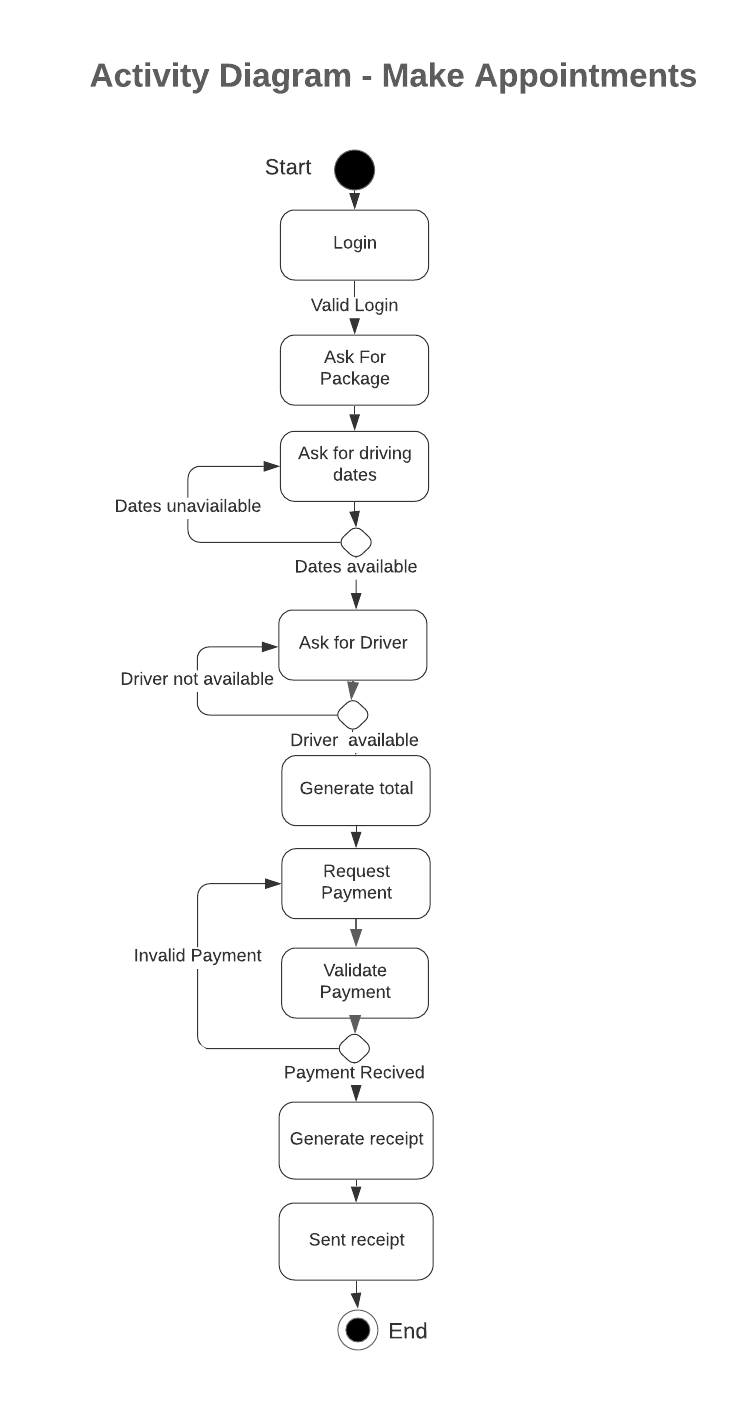 Activity Diagram - Make Appointments
Start
Login
Valid Login
Ask For
Package
Ask for driving
dates
Dates unaviailable
Dates available
Ask for Driver
Driver not available
Driver available
Generate total
Request
Payment
Invalid Payment
Validate
Payment
Payment Recived
Generate receipt
Sent receipt
End